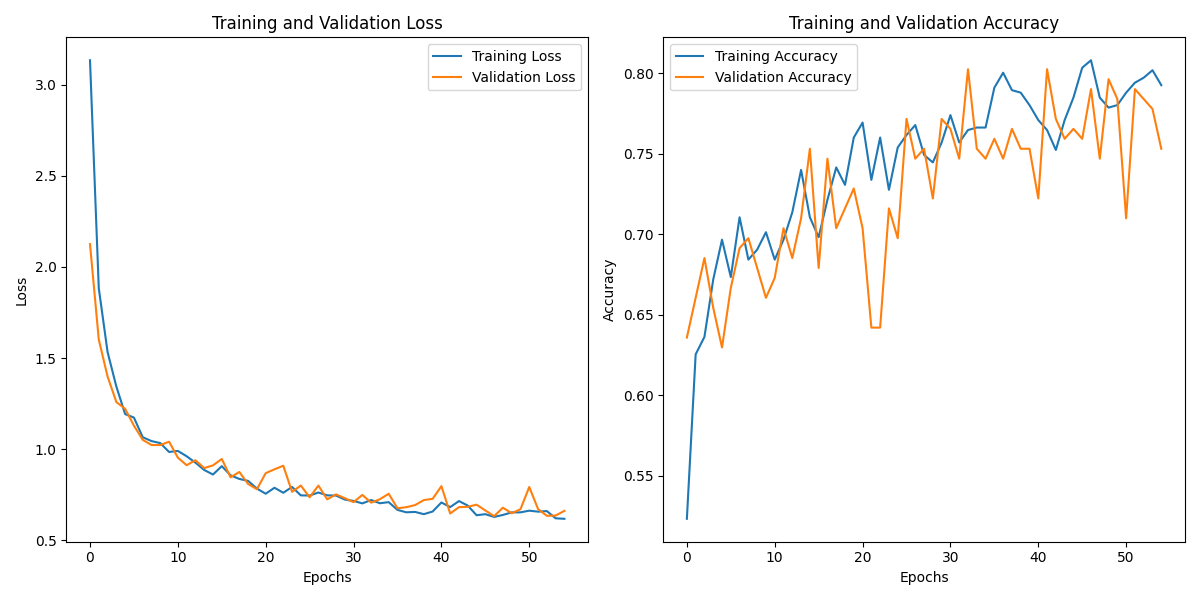 Training and Validation Loss
Training Loss
Validation Loss
3.0
2.5
2.0
1.5
1.0
0.5
Loss
0
10
20
30
40
50
Epochs
Training and Validation Accuracy
Training Accuracy
Validation Accuracy
0.80
0.75
0.70
0.65
0.60
0.55
Accuracy
0
10
20
30
40
50
Epochs